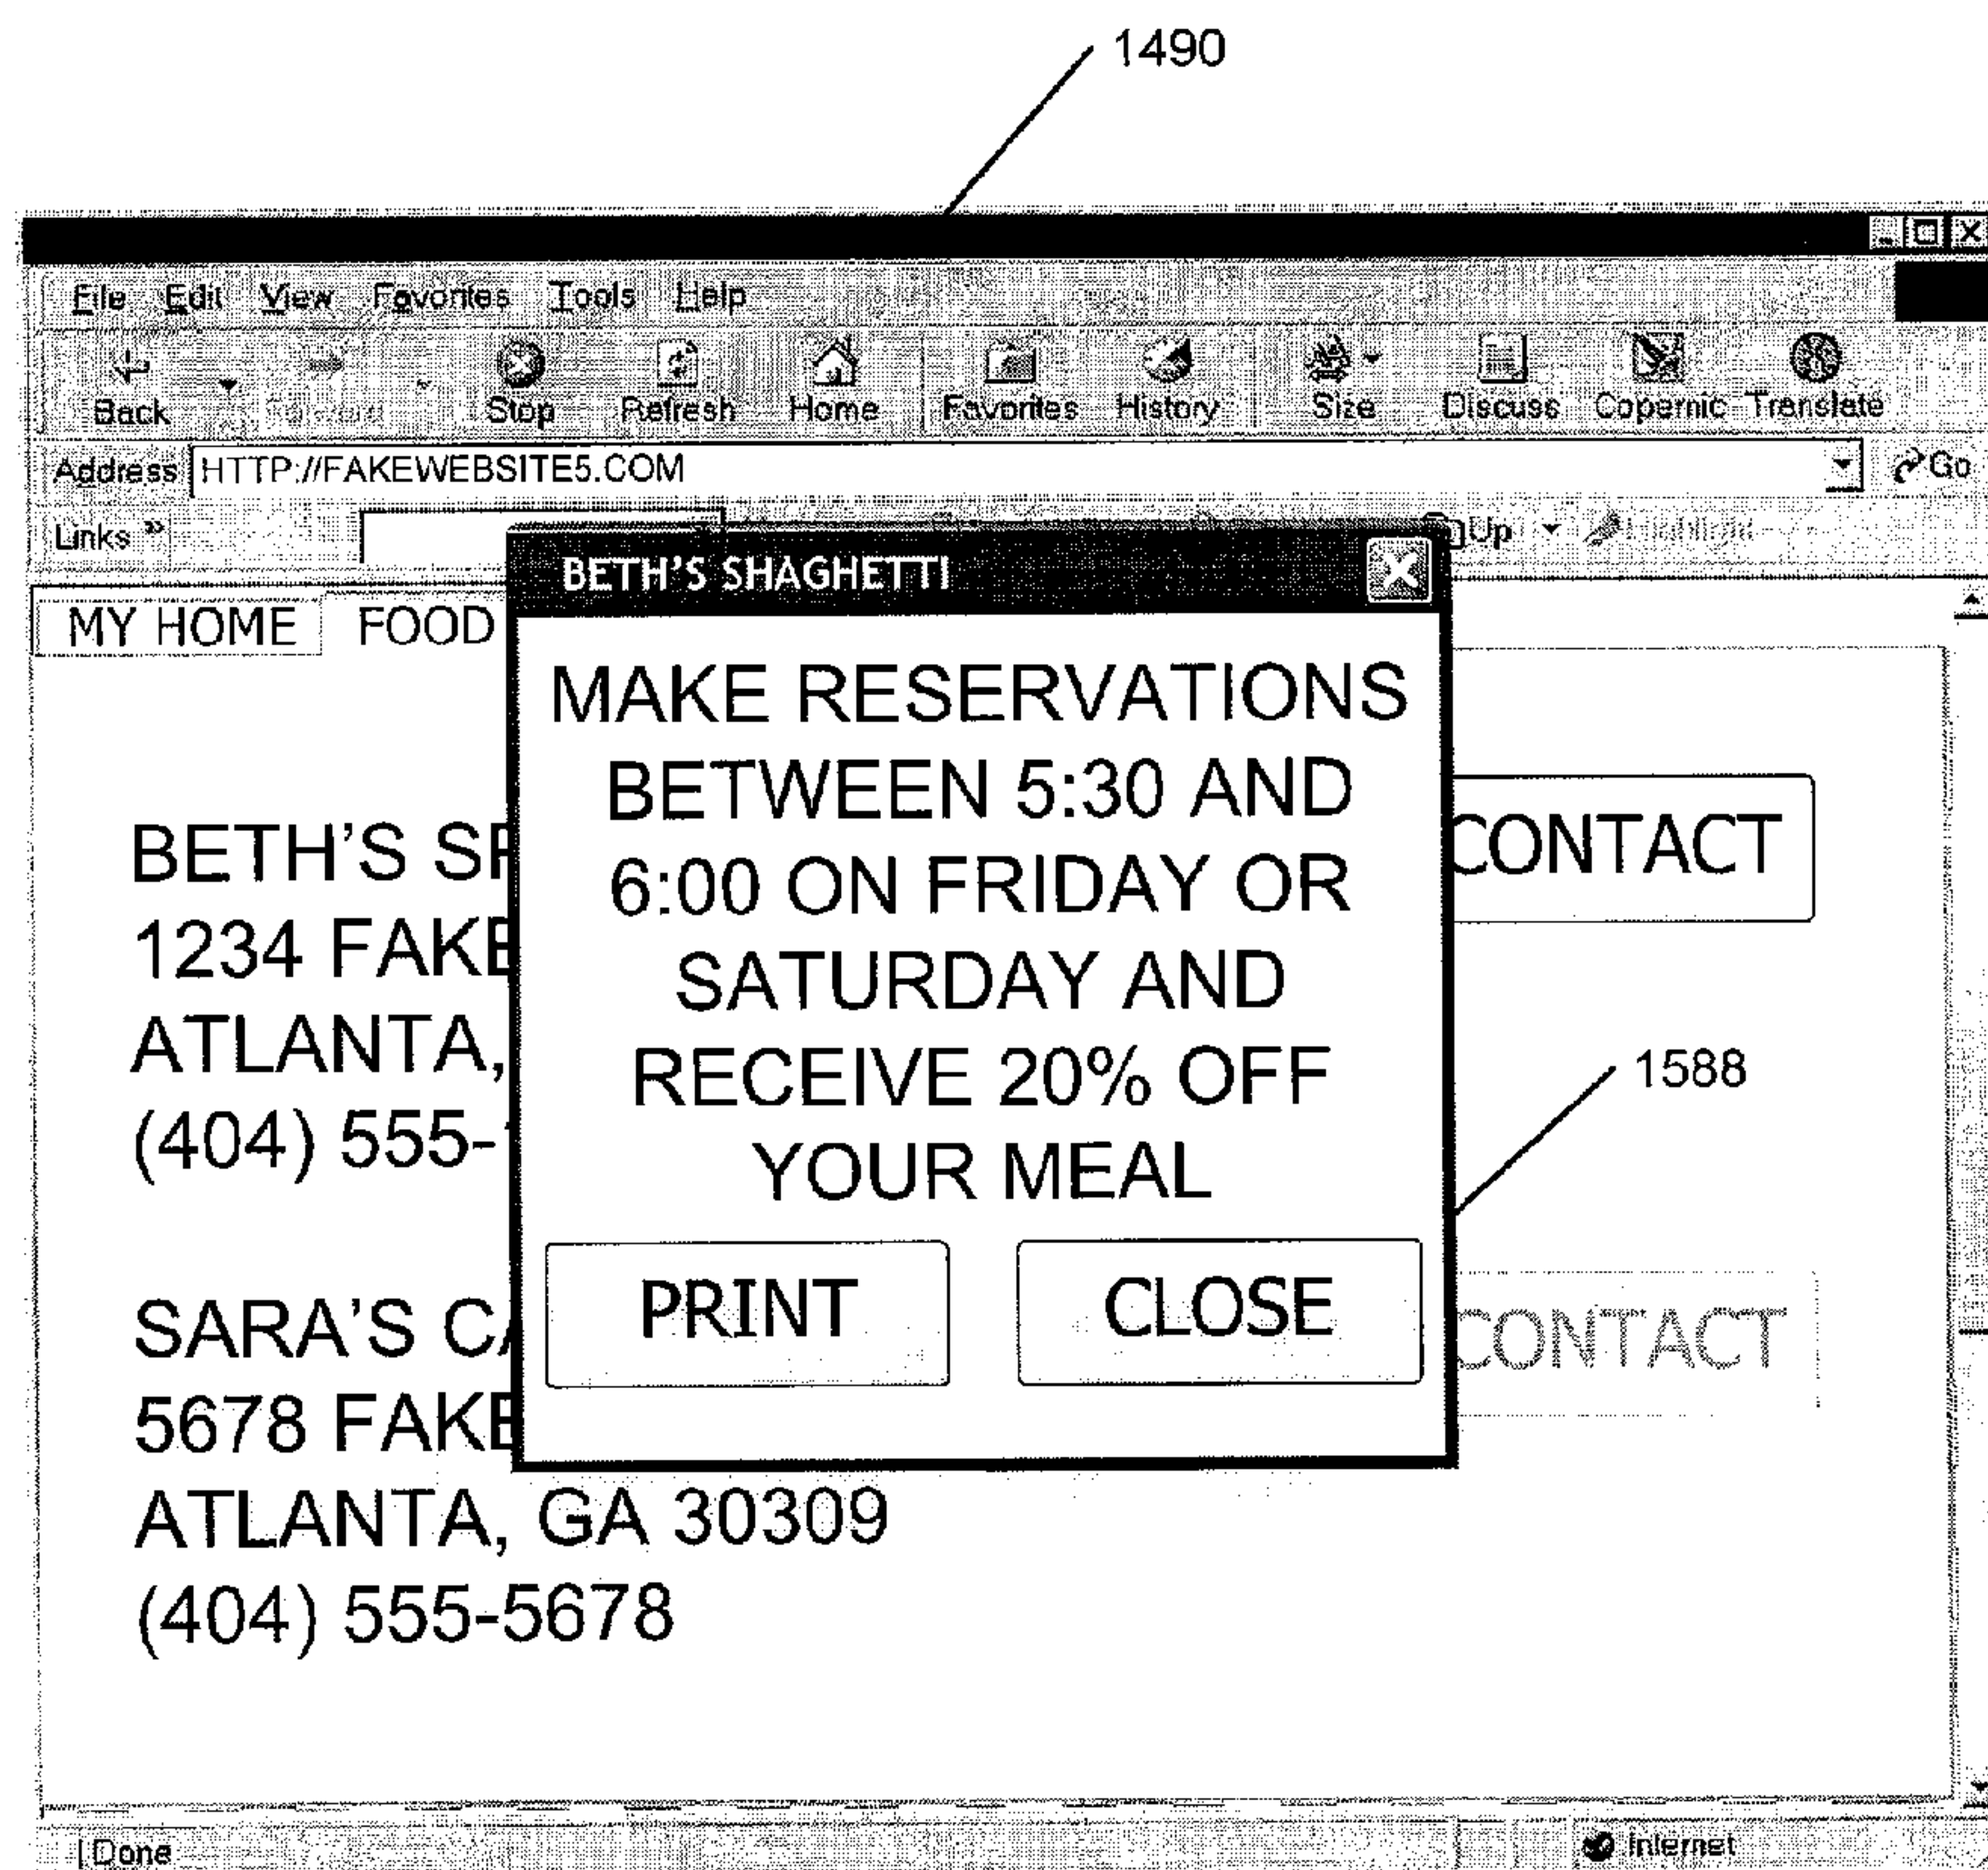 1490
File Edit View Favorites Tools Help
Back Stop Refresh Home Favorites History Size Discuss Copernic Translate
Address HTTP://FAKEWEBSITE5.COM Go
Links » Up
MY HOME FOOD
BETH'S SHAGHETTI
MAKE RESERVATIONS
BETWEEN 5:30 AND
6:00 ON FRIDAY OR
SATURDAY AND
RECEIVE 20% OFF
YOUR MEAL
PRINT CLOSE
BETH'S SP
1234 FAKE
ATLANTA,
(404) 555-
CONTACT
1588
SARA'S CA
5678 FAKE
ATLANTA, GA 30309
(404) 555-5678
CONTACT
Done Internet